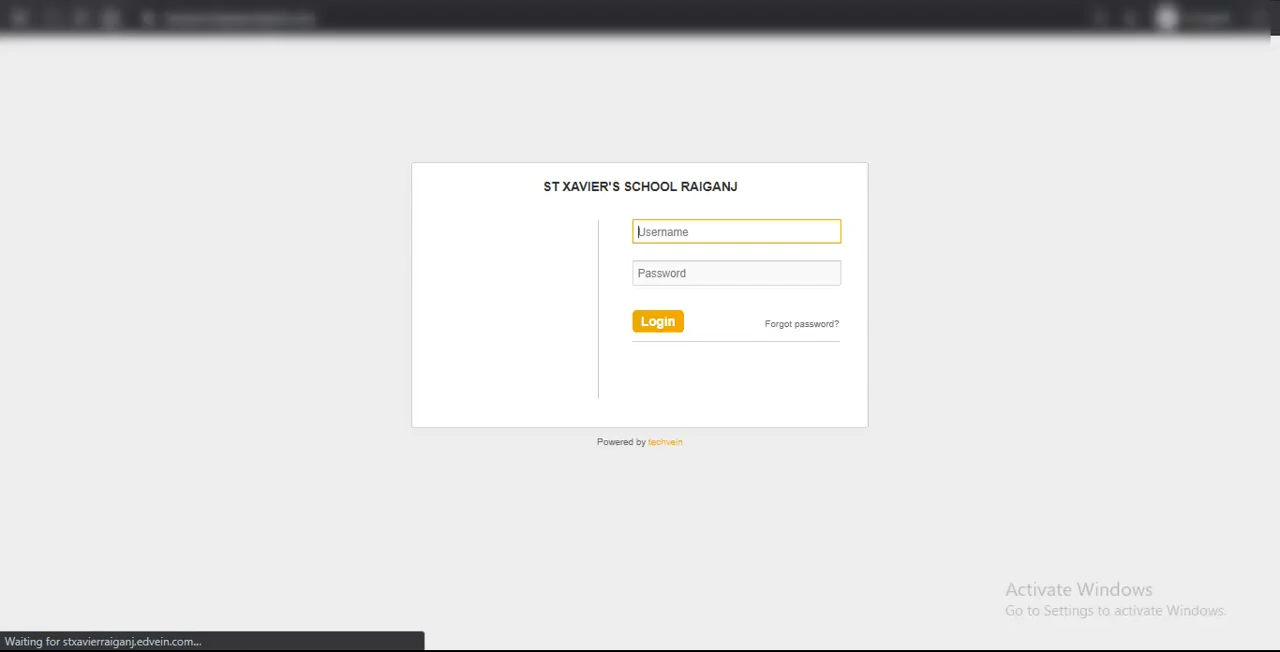 ST XAVIER'S SCHOOL RAIGANJ
Username
Password
Login
Forgot password?
Powered by techvein
Activate Windows
Go to Settings to activate Windows.
Waiting for stxavierraiganj.edvein.com...